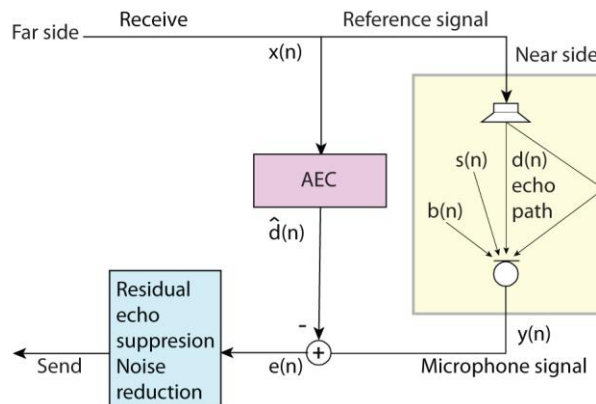 Receive
Reference signal
Far side
Near side
x(n)
AEC
s(n)
d(n)
echo
path
b(n)
d̂(n)
Residual
echo
suppresion
Noise
reduction
-
+
y(n)
Send
e(n)
Microphone signal